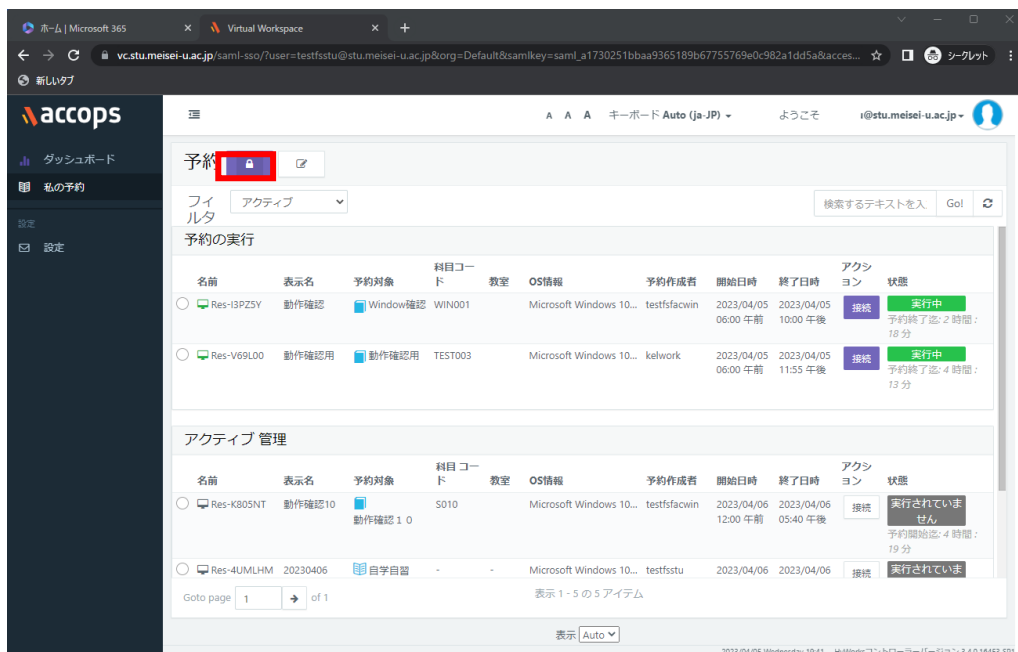 ホーム | Microsoft 365
Virtual Workspace
vc.stu.meisei-u.ac.jp/saml-sso/?user=testfsstu@stu.meisei-u.ac.jp&org=Default&samlkey=saml_a1730251bbaa9365189b67755769e0c982a1dd5a&acces...
シークレット
新しいタブ
accops
A A A キーボード Auto (ja-JP)
ようこそ
@stu.meisei-u.ac.jp
ダッシュボード
私の予約
設定
設定
予約
フィルタ アクティブ
検索するテキストを入 Go!
予約の実行
名前 表示名 予約対象 科目コード 教室 OS情報 予約作成者 開始日時 終了日時 アクション 状態
Res-I3PZ5Y 動作確認 Window確認 WIN001 Microsoft Windows 10... testfsfacwin 2023/04/05 06:00 午前 2023/04/05 10:00 午後 接続 実行中
予約終了迄: 2 時間 : 18 分
Res-V69L00 動作確認用 動作確認用 TEST003 Microsoft Windows 10... kelwork 2023/04/05 06:00 午前 2023/04/05 11:55 午後 接続 実行中
予約終了迄: 4 時間 : 13 分
アクティブ 管理
名前 表示名 予約対象 科目 コード 教室 OS情報 予約作成者 開始日時 終了日時 アクション 状態
Res-K805NT 動作確認10 動作確認１０ S010 Microsoft Windows 10... testfsfacwin 2023/04/06 12:00 午前 2023/04/06 05:40 午後 接続 実行されていません
予約開始迄: 4 時間 : 19 分
Res-4UMLHM 20230406 自学自習 - - Microsoft Windows 10... testfsstu 2023/04/06 2023/04/06 接続 実行されていま
Goto page 1 of 1
表示 1 - 5 の 5 アイテム
表示 Auto